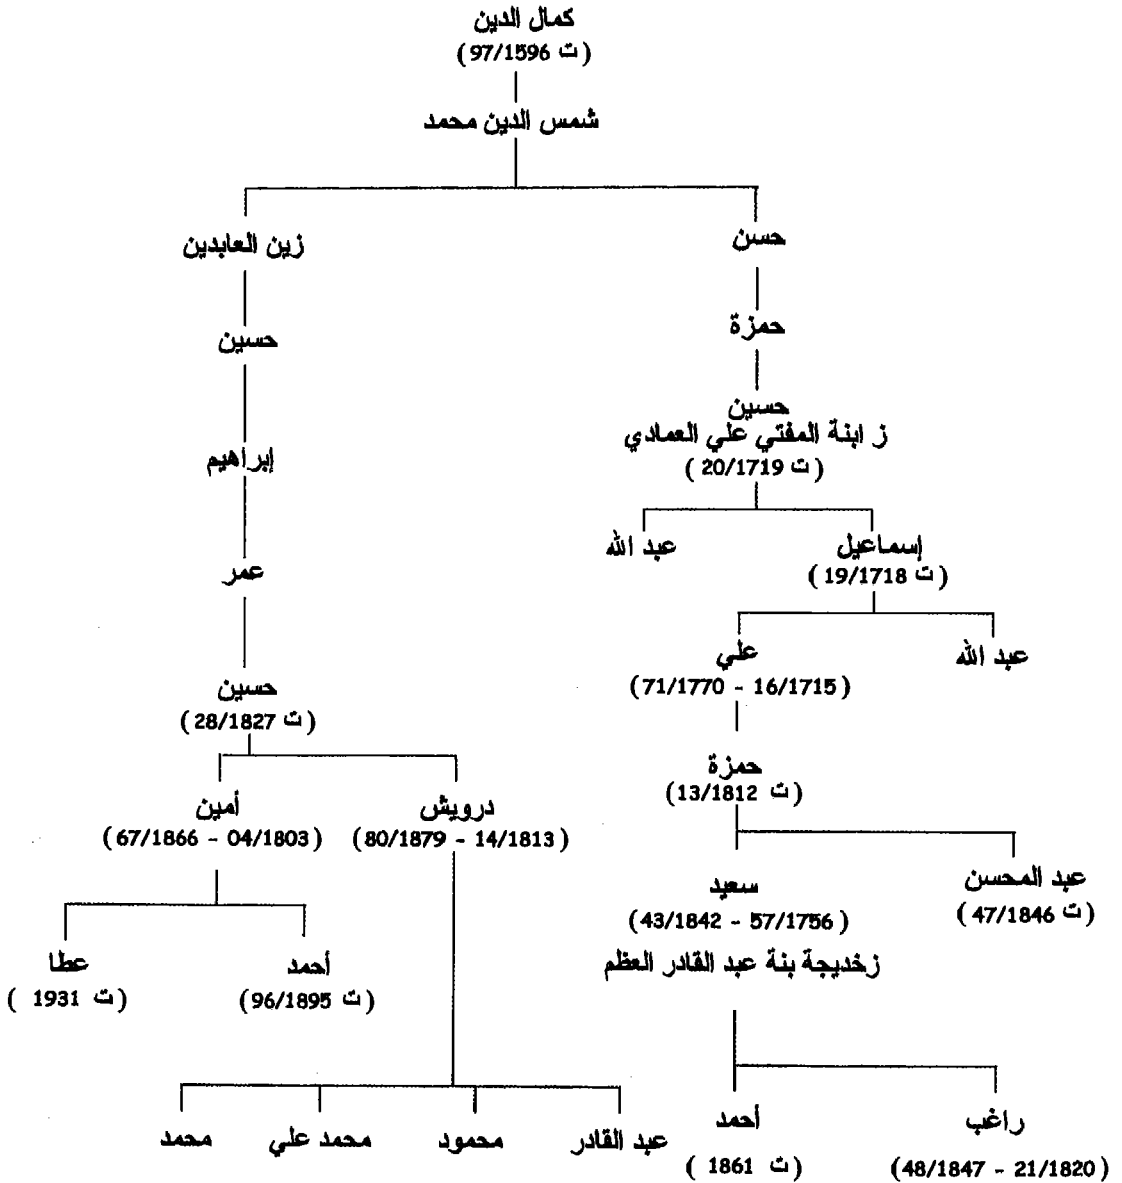 كمال الدين
(ت 97/1596)
شمس الدين محمد
حسن
زين العابدين
حمزة
حسين
حسين
ز ابنة المفتي علي العمادي
(ت 20/1719)
إبراهيم
إسماعيل
(ت 19/1718)
عبد الله
عمر
عبد الله
علي
(71/1770 - 16/1715)
حسين
(ت 28/1827)
حمزة
(ت 13/1812)
درويش
(80/1879 - 14/1813)
أمين
(67/1866 - 04/1803)
عبد المحسن
(ت 47/1846)
سعيد
(43/1842 - 57/1756)
زخديجة بنة عبد القادر العظم
أحمد
(ت 96/1895)
عطا
(ت 1931)
راغب
(48/1847 - 21/1820)
أحمد
(ت 1861)
عبد القادر
محمود
محمد علي
محمد